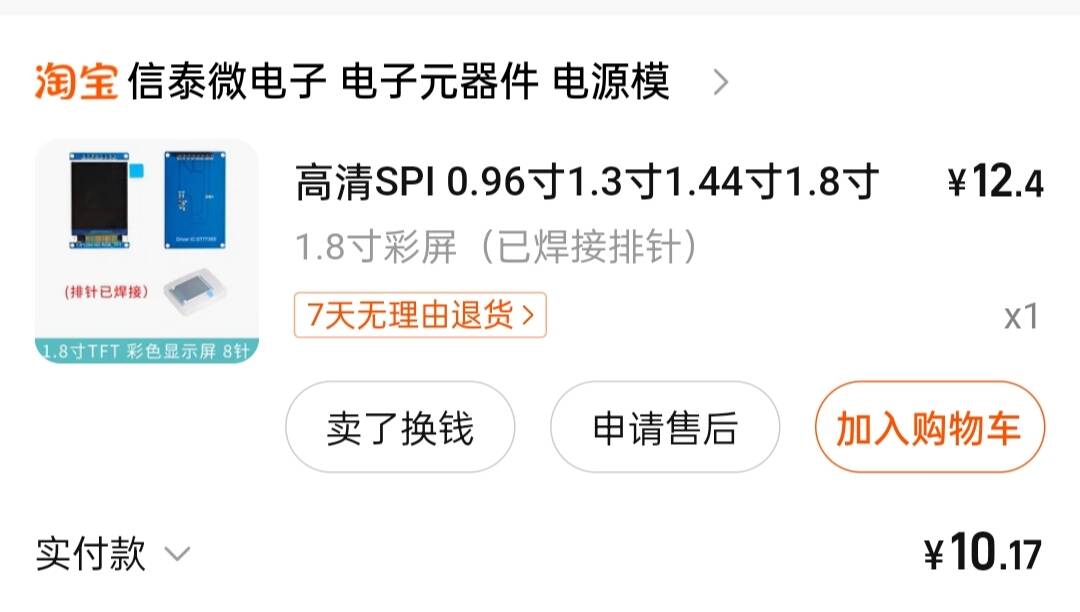 淘宝 信泰微电子 电子元器件 电源模 >
高清SPI 0.96寸1.3寸1.44寸1.8寸 ¥12.4
1.8寸彩屏（已焊接排针）
(排针已焊接)
7天无理由退货 > x1
1.8寸TFT 彩色显示屏 8针
卖了换钱 申请售后 加入购物车
实付款 ¥10.17